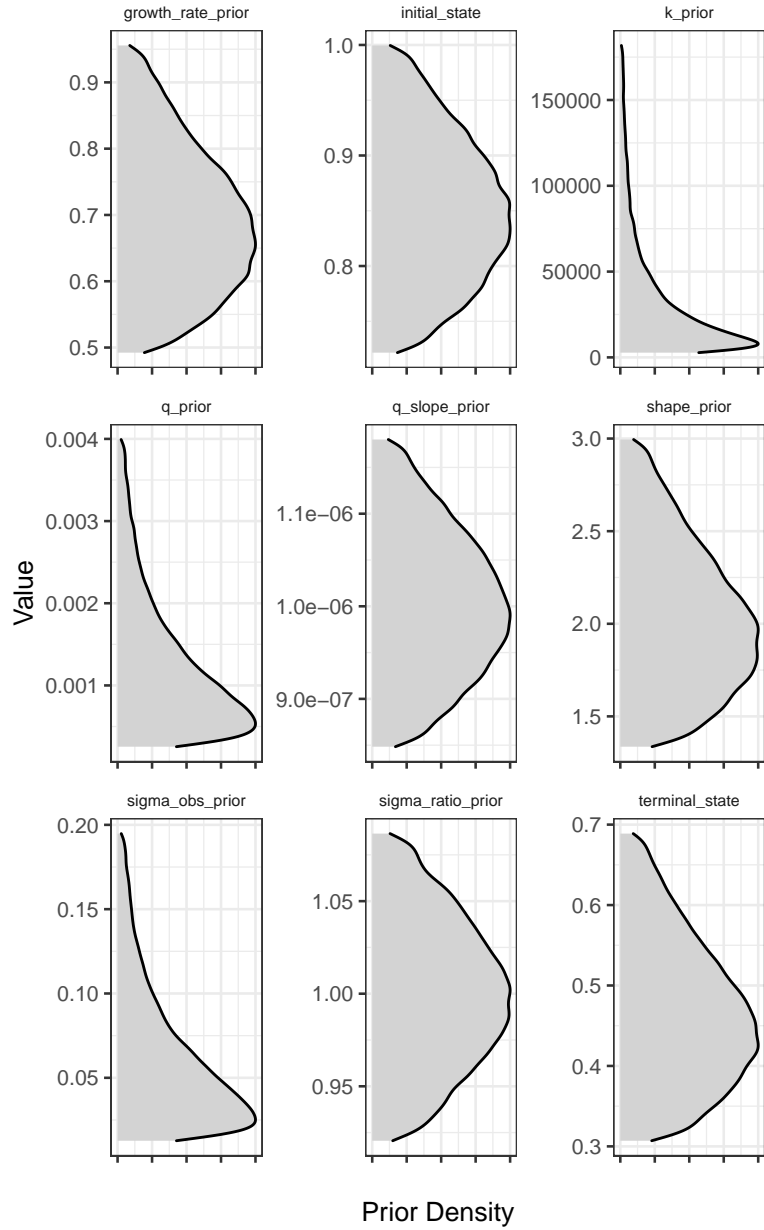 growth_rate_prior
initial_state
k_prior
0.9
0.8
0.7
0.6
0.5
1.0
0.9
0.8
150000
100000
50000
0
q_prior
q_slope_prior
shape_prior
0.004
0.003
0.002
0.001
1.1e−06
1.0e−06
9.0e−07
3.0
2.5
2.0
1.5
Value
sigma_obs_prior
sigma_ratio_prior
terminal_state
0.20
0.15
0.10
0.05
1.05
1.00
0.95
0.7
0.6
0.5
0.4
0.3
Prior Density